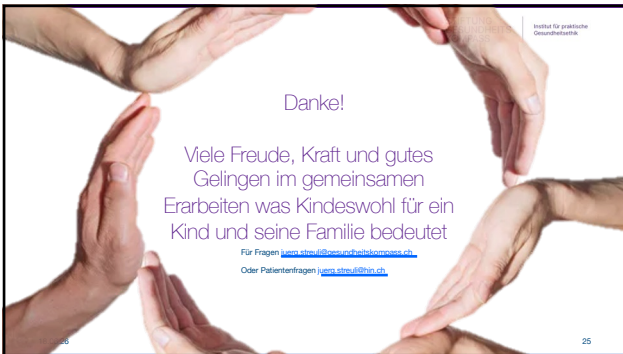 Institut für praktische
Gesundheitsethik
Danke!
Viele Freude, Kraft und gutes
Gelingen im gemeinsamen
Erarbeiten was Kindeswohl für ein
Kind und seine Familie bedeutet
Für Fragen juerg.streuli@gesundheitskompass.ch
Oder Patientenfragen juerg.streuli@hin.ch
25